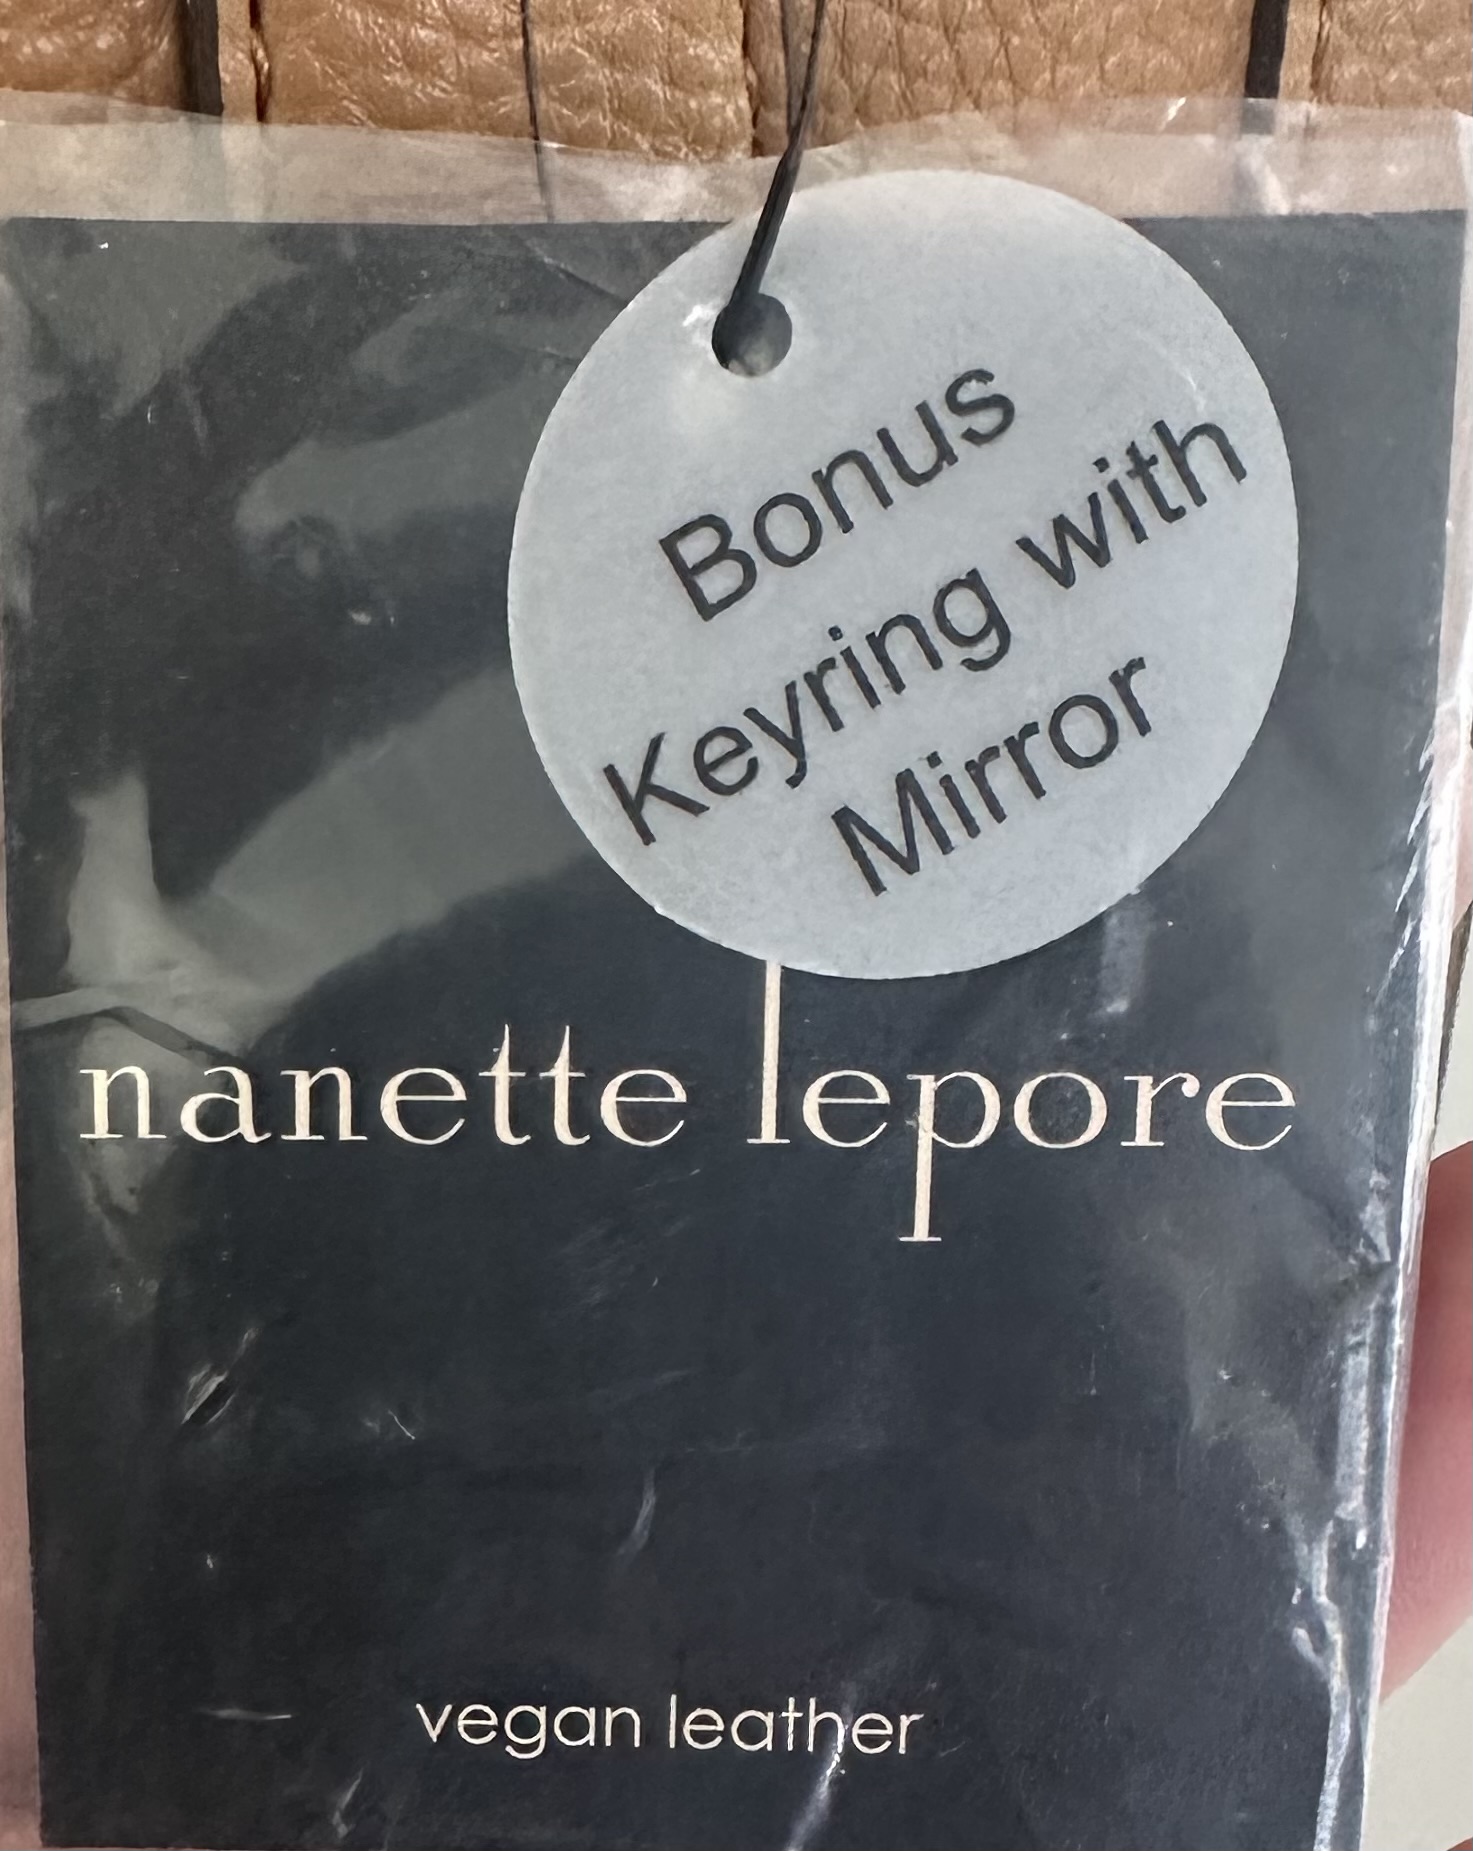 Bonus
Keyring with
Mirror
nanette lepore
vegan leather